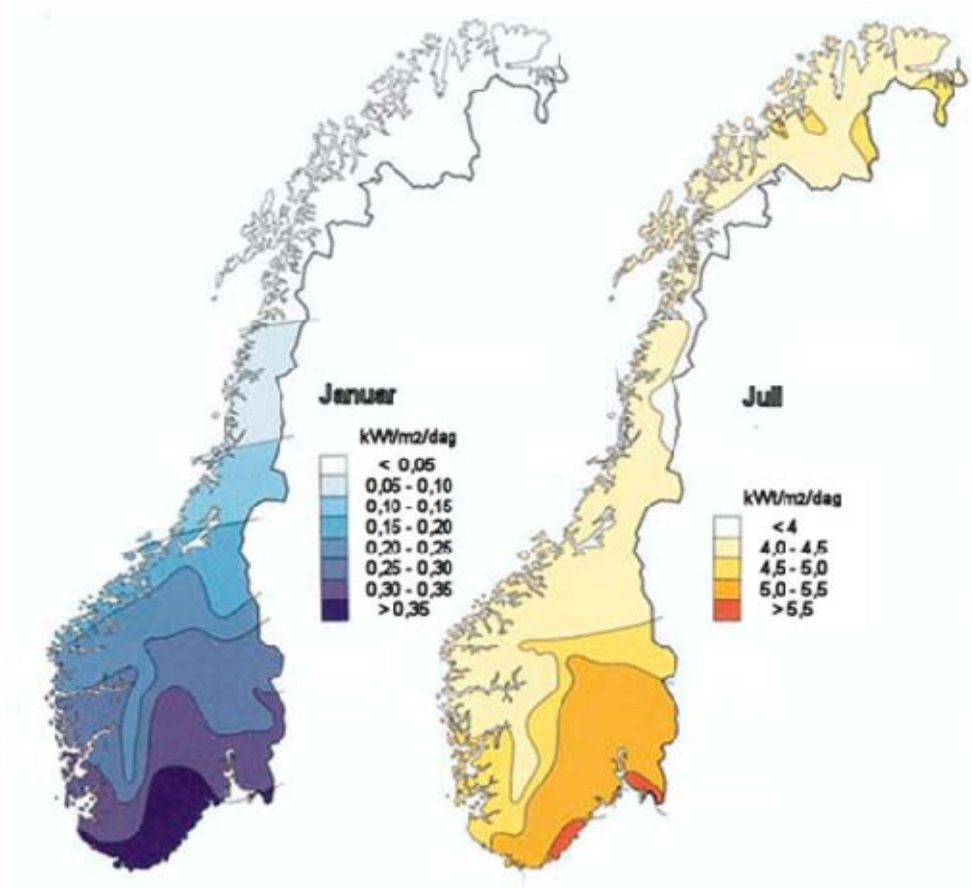 Januar
kWt/m2/dag
< 0,05
0,05 - 0,10
0,10 - 0,15
0,15 - 0,20
0,20 - 0,25
0,25 - 0,30
0,30 - 0,35
> 0,35
Juli
kWt/m2/dag
< 4
4,0 - 4,5
4,5 - 5,0
5,0 - 5,5
> 5,5